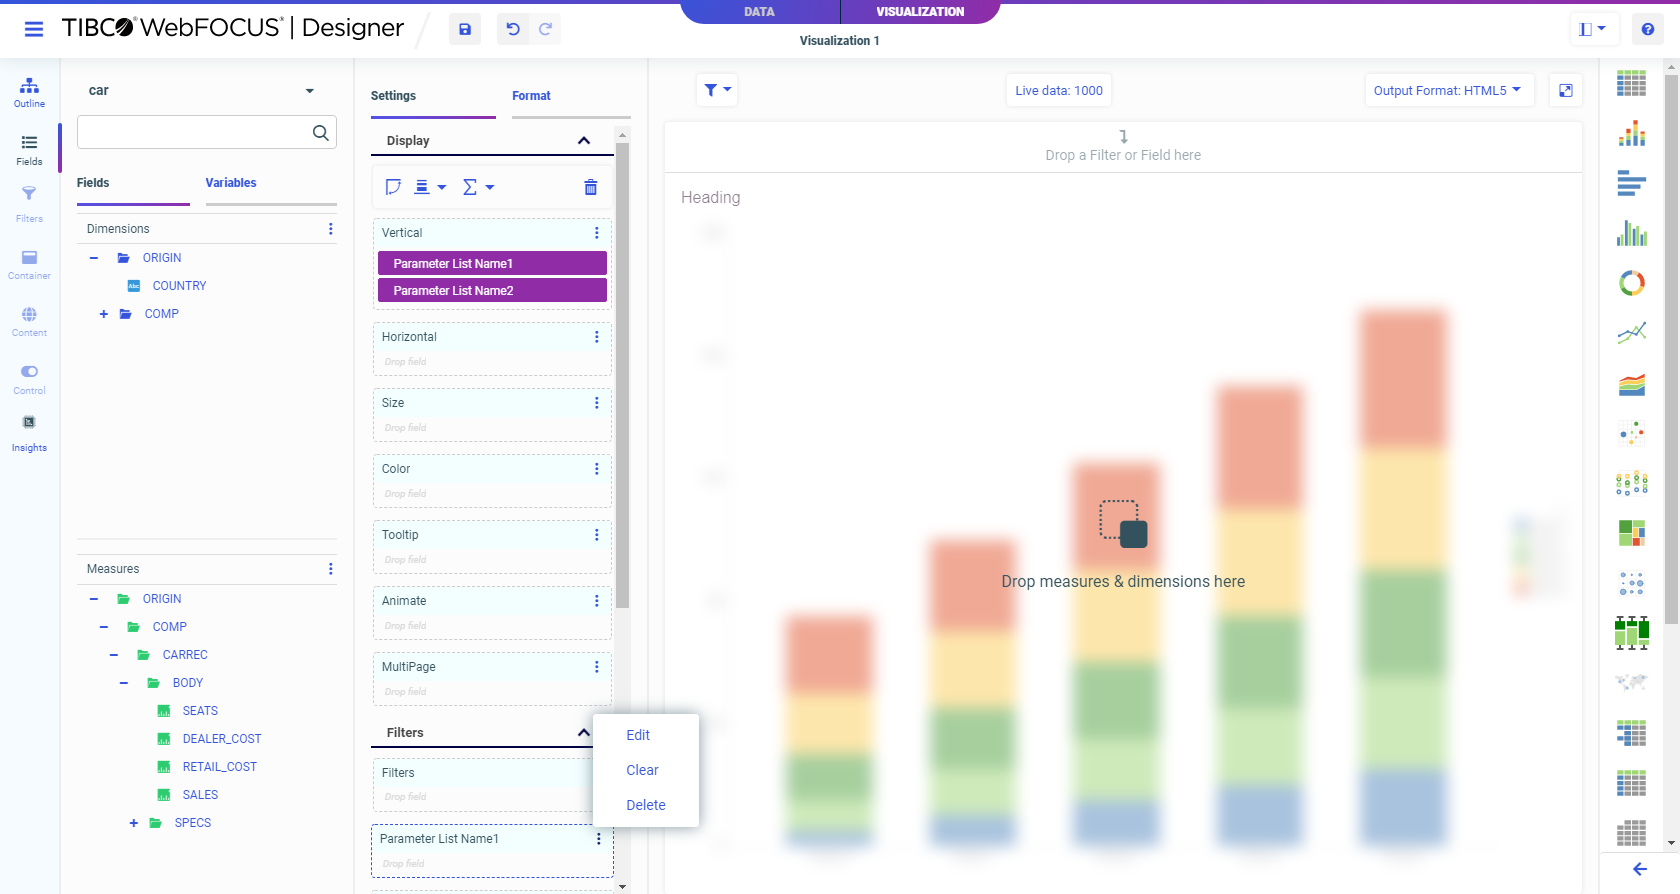 DATA
VISUALIZATION
TIBCO WebFOCUS® | Designer
Visualization 1
Outline
Fields
Filters
Container
Content
Control
Insights
car
Fields
Variables
Dimensions
ORIGIN
Abc COUNTRY
COMP
Measures
ORIGIN
COMP
CARREC
BODY
SEATS
DEALER_COST
RETAIL_COST
SALES
SPECS
Settings
Format
Display
Vertical
Parameter List Name1
Parameter List Name2
Horizontal
Drop field
Size
Drop field
Color
Drop field
Tooltip
Drop field
Animate
Drop field
MultiPage
Drop field
Filters
Filters
Drop field
Parameter List Name1
Drop field
Edit
Clear
Delete
Live data: 1000
Output Format: HTML5
Drop a Filter or Field here
Heading
Drop measures & dimensions here